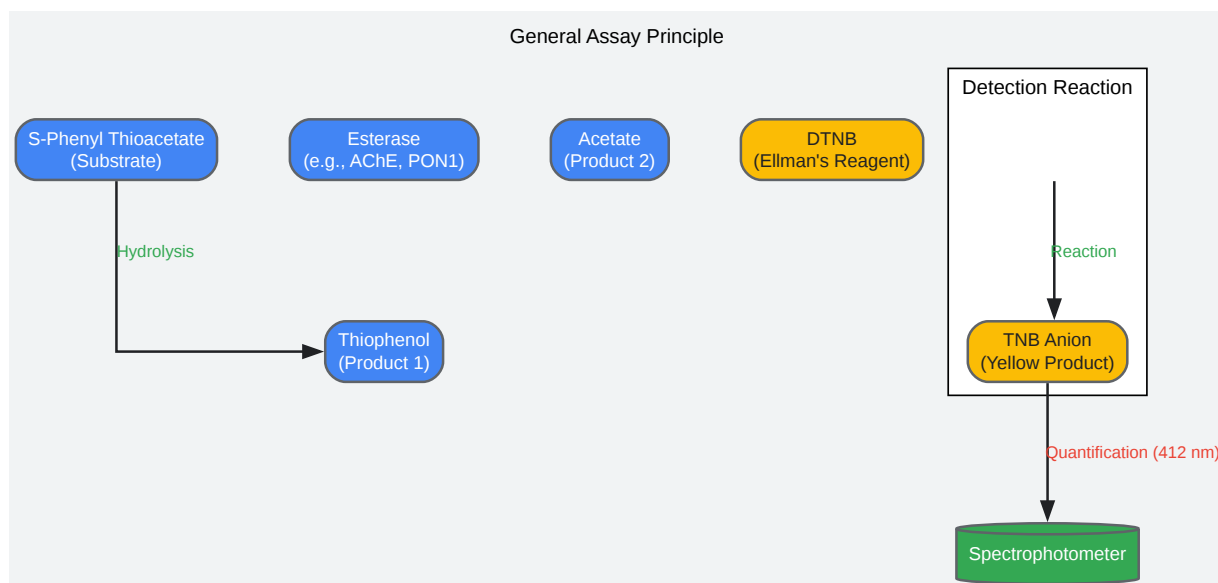 General Assay Principle
Detection Reaction
S-Phenyl Thioacetate
(Substrate)
Esterase
(e.g., AChE, PON1)
Acetate
(Product 2)
DTNB
(Ellman's Reagent)
Hydrolysis
Reaction
Thiophenol
(Product 1)
TNB Anion
(Yellow Product)
Quantification (412 nm)
Spectrophotometer